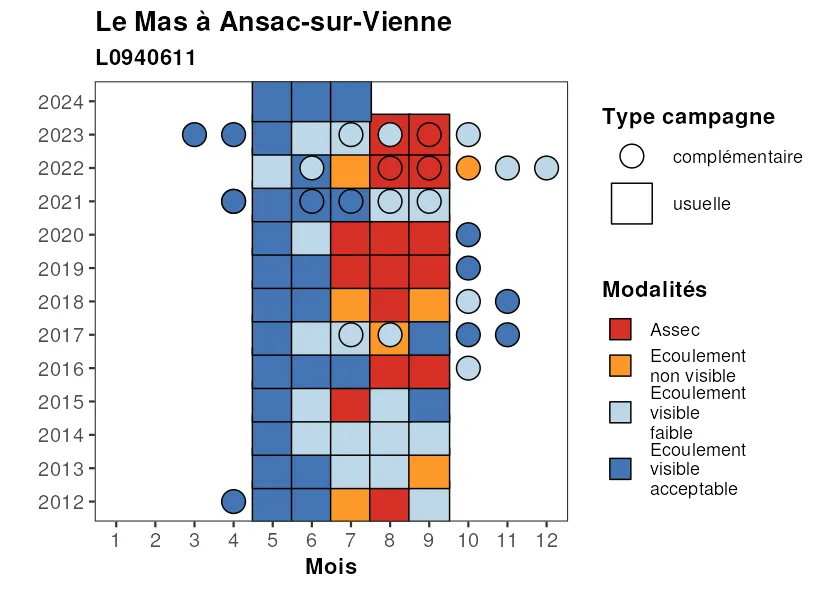 Le Mas à Ansac-sur-Vienne
L0940611
2024
2023
2022
2021
2020
2019
2018
2017
2016
2015
2014
2013
2012
1 2 3 4 5 6 7 8 9 10 11 12
Mois
Type campagne
complémentaire
usuelle
Modalités
Assec
Ecoulement
non visible
Ecoulement
visible
faible
Ecoulement
visible
acceptable